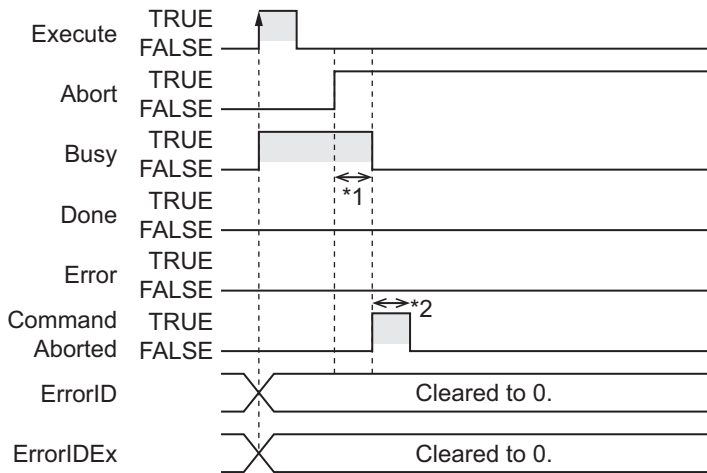 Execute TRUE
FALSE
Abort TRUE
FALSE
Busy TRUE
FALSE
*1
Done TRUE
FALSE
Error TRUE
FALSE
*2
Command TRUE
Aborted FALSE
ErrorID Cleared to 0.
ErrorIDEx Cleared to 0.